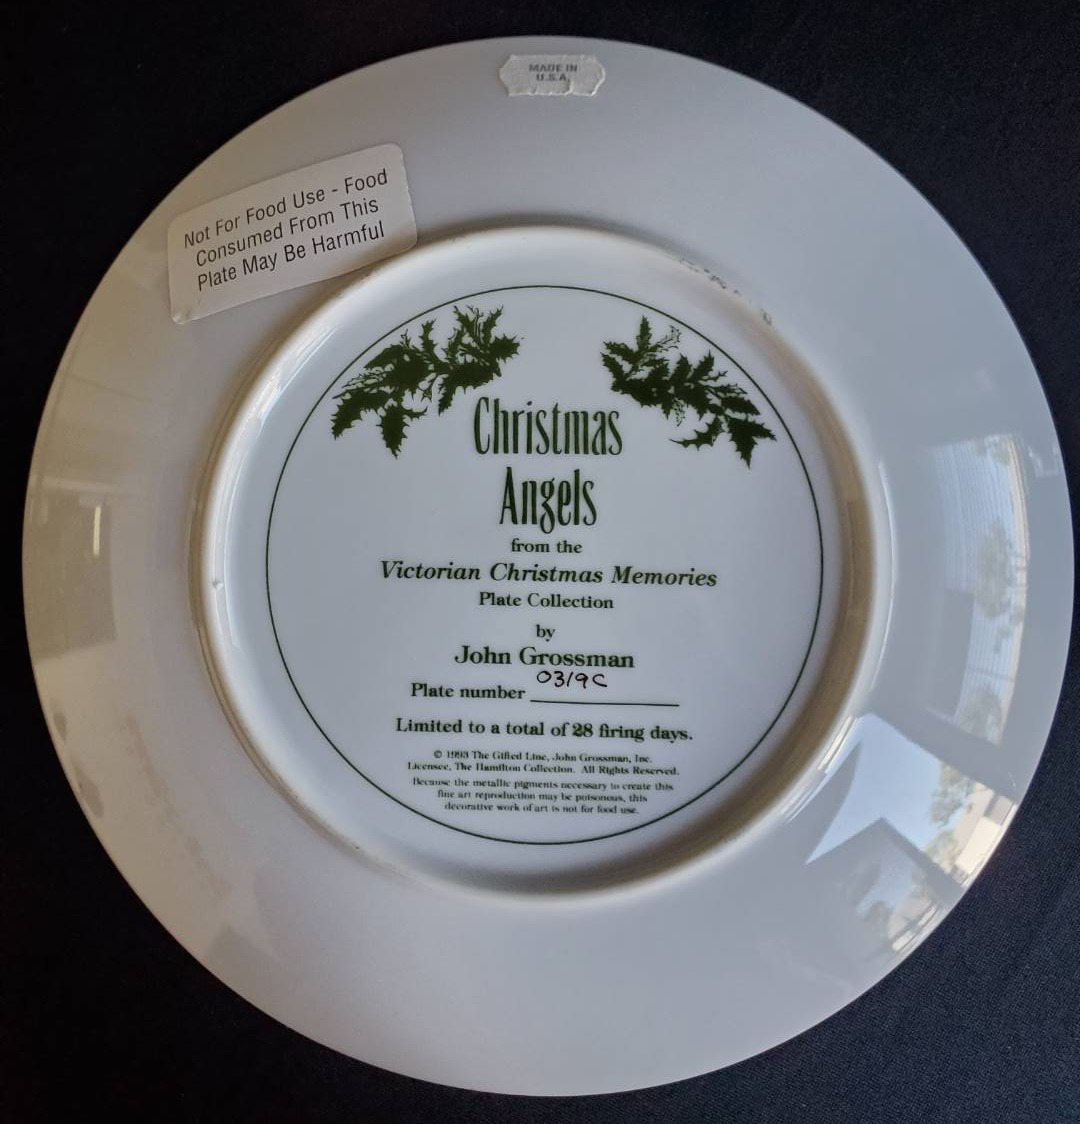 MADE IN
U.S.A.
Not For Food Use - Food
Consumed From This
Plate May Be Harmful
Christmas
Angels
from the
Victorian Christmas Memories
Plate Collection
by
John Grossman
0319C
Plate number
Limited to a total of 28 firing days.
© 1993 The Gifted Line, John Grossman, Inc.
Licensee, The Hamilton Collection. All Rights Reserved.
Because the metallic pigments necessary to create this
fine art reproduction may be poisonous, this
decorative work of art is not for food use.